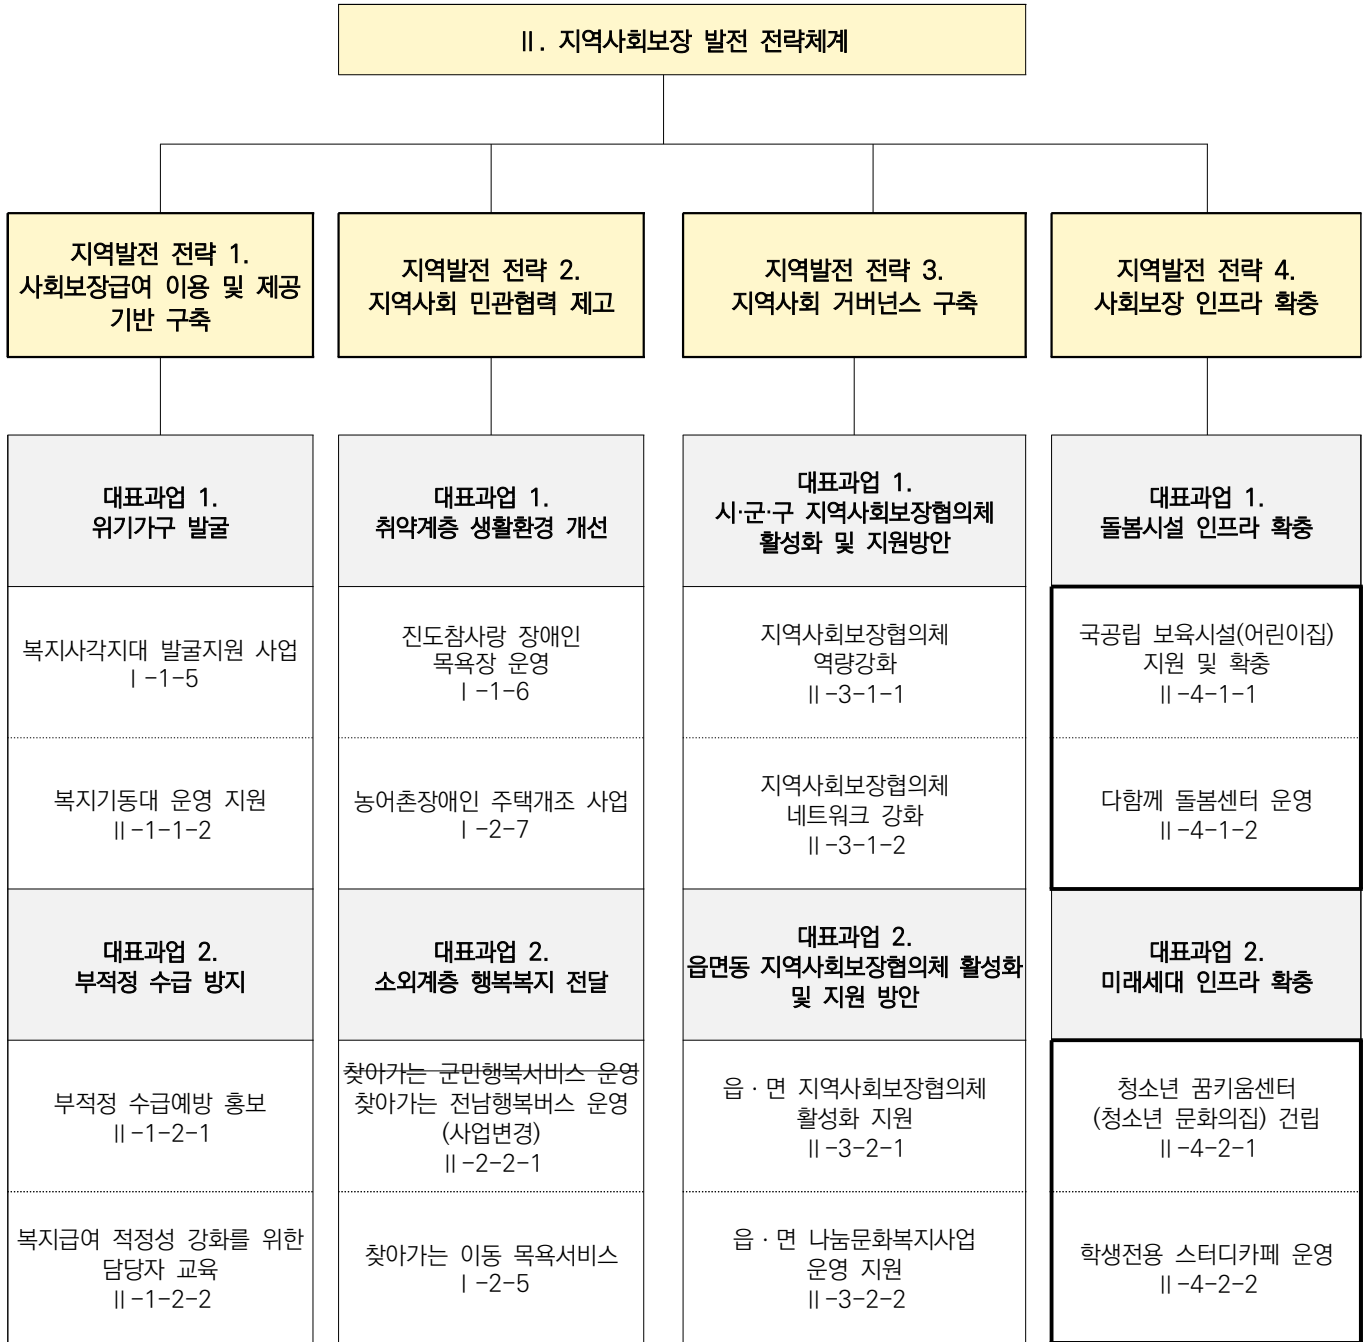 Ⅱ. 지역사회보장 발전 전략체계
지역발전 전략 1.
사회보장급여 이용 및 제공
기반 구축
지역발전 전략 2.
지역사회 민관협력 제고
지역발전 전략 3.
지역사회 거버넌스 구축
지역발전 전략 4.
사회보장 인프라 확충
대표과업 1.
위기가구 발굴
대표과업 1.
취약계층 생활환경 개선
대표과업 1.
시·군·구 지역사회보장협의체
활성화 및 지원방안
대표과업 1.
돌봄시설 인프라 확충
복지사각지대 발굴지원 사업
Ⅰ-1-5
진도참사랑 장애인
목욕장 운영
Ⅰ-1-6
지역사회보장협의체
역량강화
Ⅱ-3-1-1
국공립 보육시설(어린이집)
지원 및 확충
Ⅱ-4-1-1
복지기동대 운영 지원
Ⅱ-1-1-2
농어촌장애인 주택개조 사업
Ⅰ-2-7
지역사회보장협의체
네트워크 강화
Ⅱ-3-1-2
다함께 돌봄센터 운영
Ⅱ-4-1-2
대표과업 2.
부적정 수급 방지
대표과업 2.
소외계층 행복복지 전달
대표과업 2.
읍면동 지역사회보장협의체 활성화
및 지원 방안
대표과업 2.
미래세대 인프라 확충
부적정 수급예방 홍보
Ⅱ-1-2-1
찾아가는 군민행복서비스 운영
찾아가는 전남행복버스 운영
(사업변경)
Ⅱ-2-2-1
읍·면 지역사회보장협의체
활성화 지원
Ⅱ-3-2-1
청소년 꿈키움센터
(청소년 문화의집) 건립
Ⅱ-4-2-1
복지급여 적정성 강화를 위한
담당자 교육
Ⅱ-1-2-2
찾아가는 이동 목욕서비스
Ⅰ-2-5
읍·면 나눔문화복지사업
운영 지원
Ⅱ-3-2-2
학생전용 스터디카페 운영
Ⅱ-4-2-2